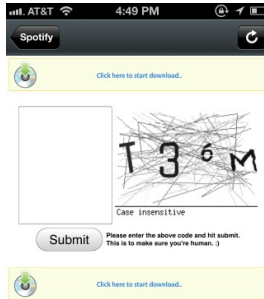 AT&T 4:49 PM
Spotify
Click here to start download..
T 3 6 M
Case insensitive
Submit
Please enter the above code and hit submit.
This is to make sure you're human. :)
Click here to start download..